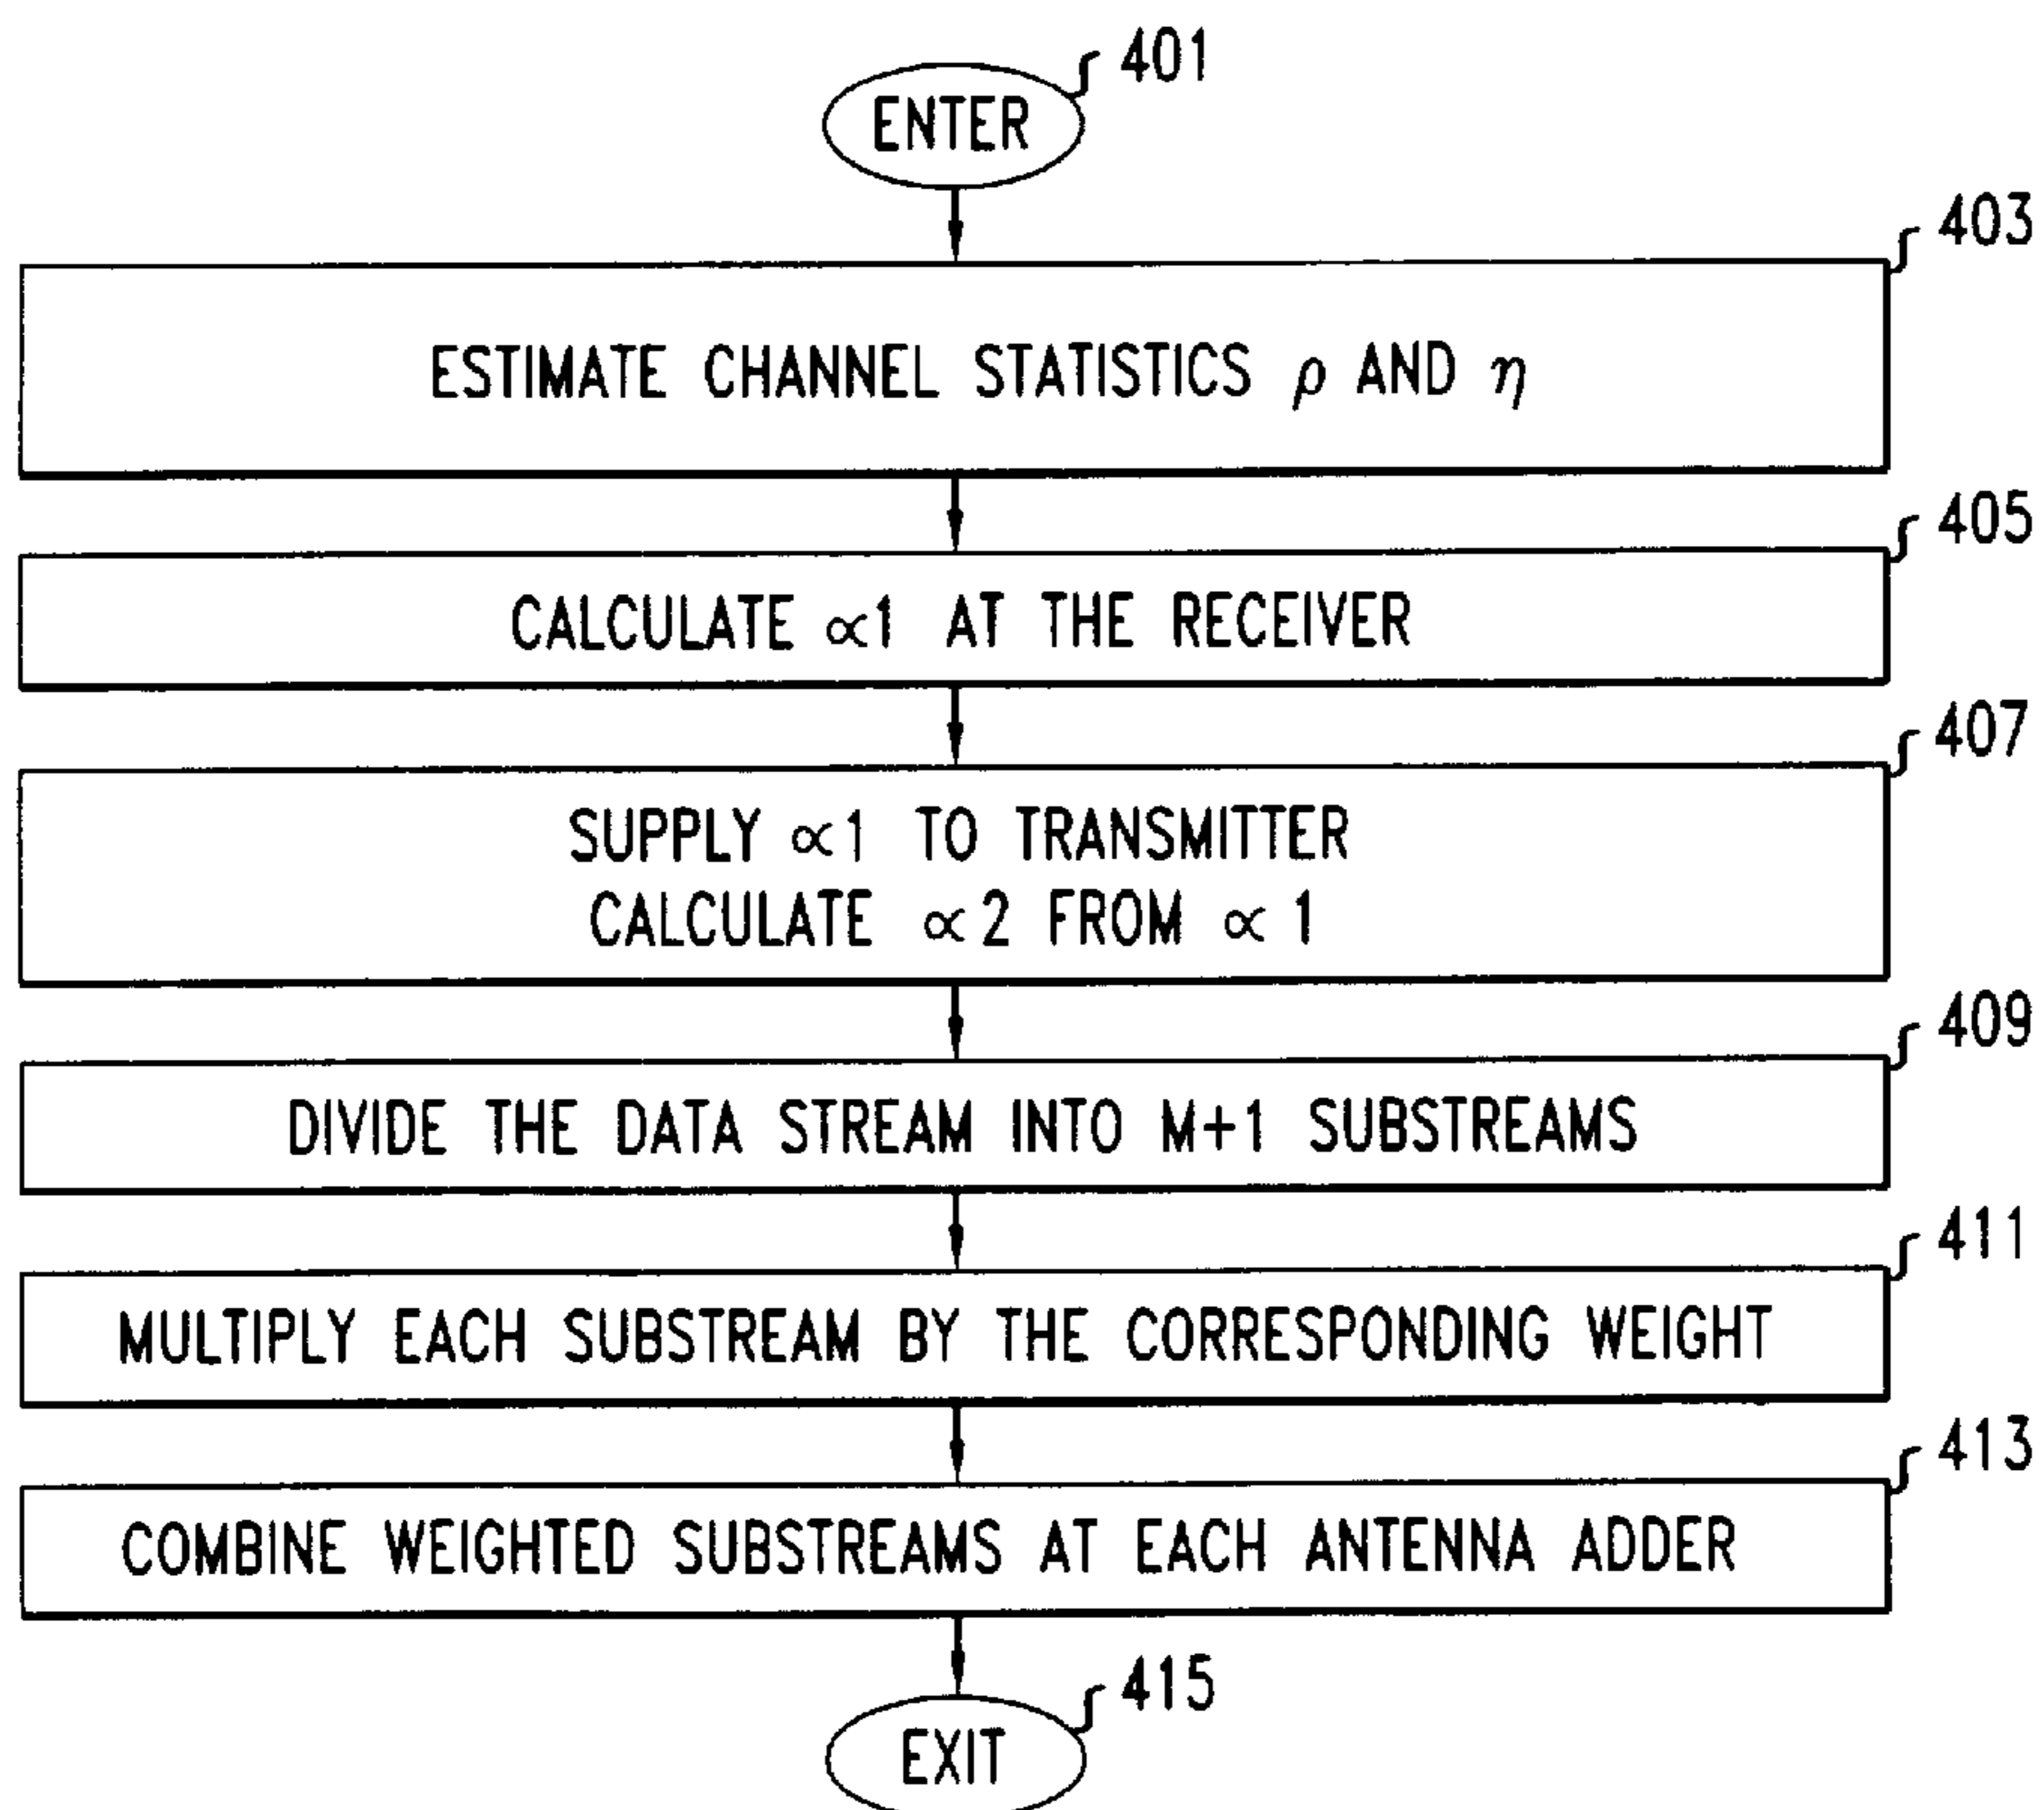 401
ENTER
403
ESTIMATE CHANNEL STATISTICS ρ AND η
405
CALCULATE ∝1 AT THE RECEIVER
407
SUPPLY ∝1 TO TRANSMITTER
CALCULATE ∝2 FROM ∝1
409
DIVIDE THE DATA STREAM INTO M+1 SUBSTREAMS
411
MULTIPLY EACH SUBSTREAM BY THE CORRESPONDING WEIGHT
413
COMBINE WEIGHTED SUBSTREAMS AT EACH ANTENNA ADDER
415
EXIT